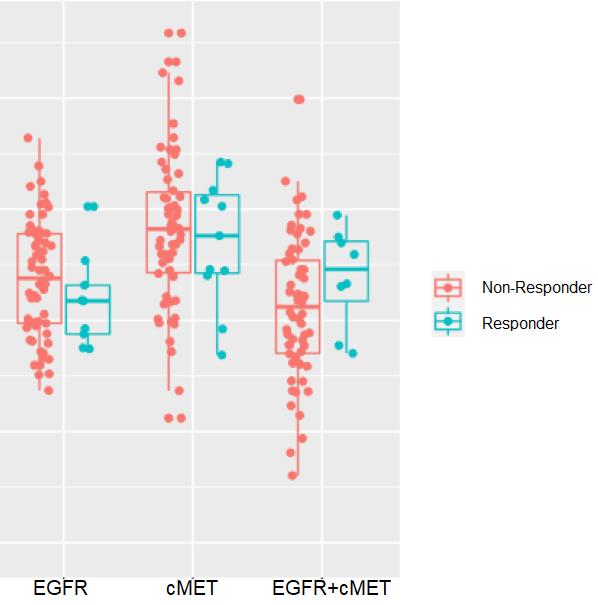 Non-Responder
Responder
EGFR cMET EGFR+cMET